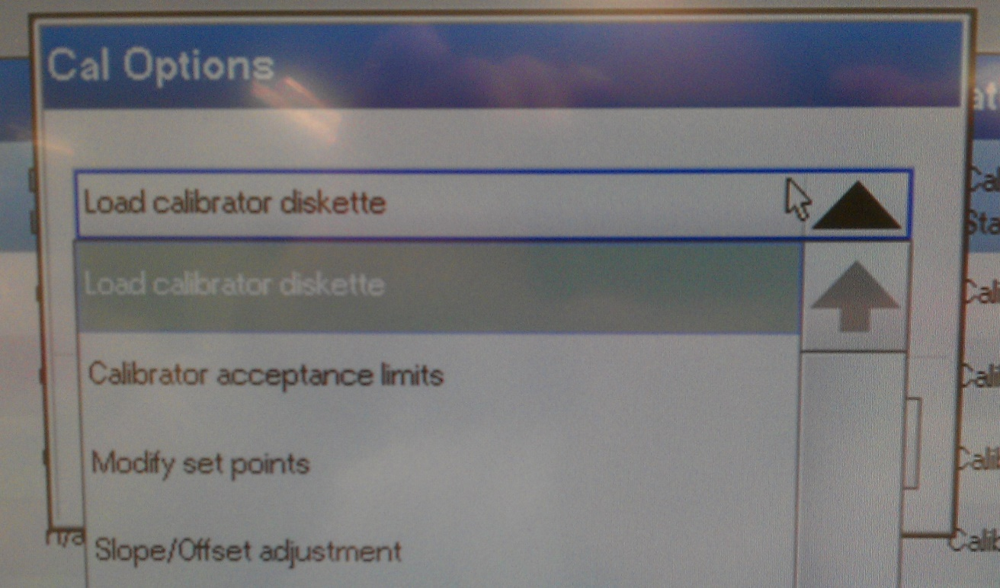 Cal Options
Load calibrator diskette
Load calibrator diskette
Calibrator acceptance limits
Modify set points
Slope/Offset adjustment
n/a